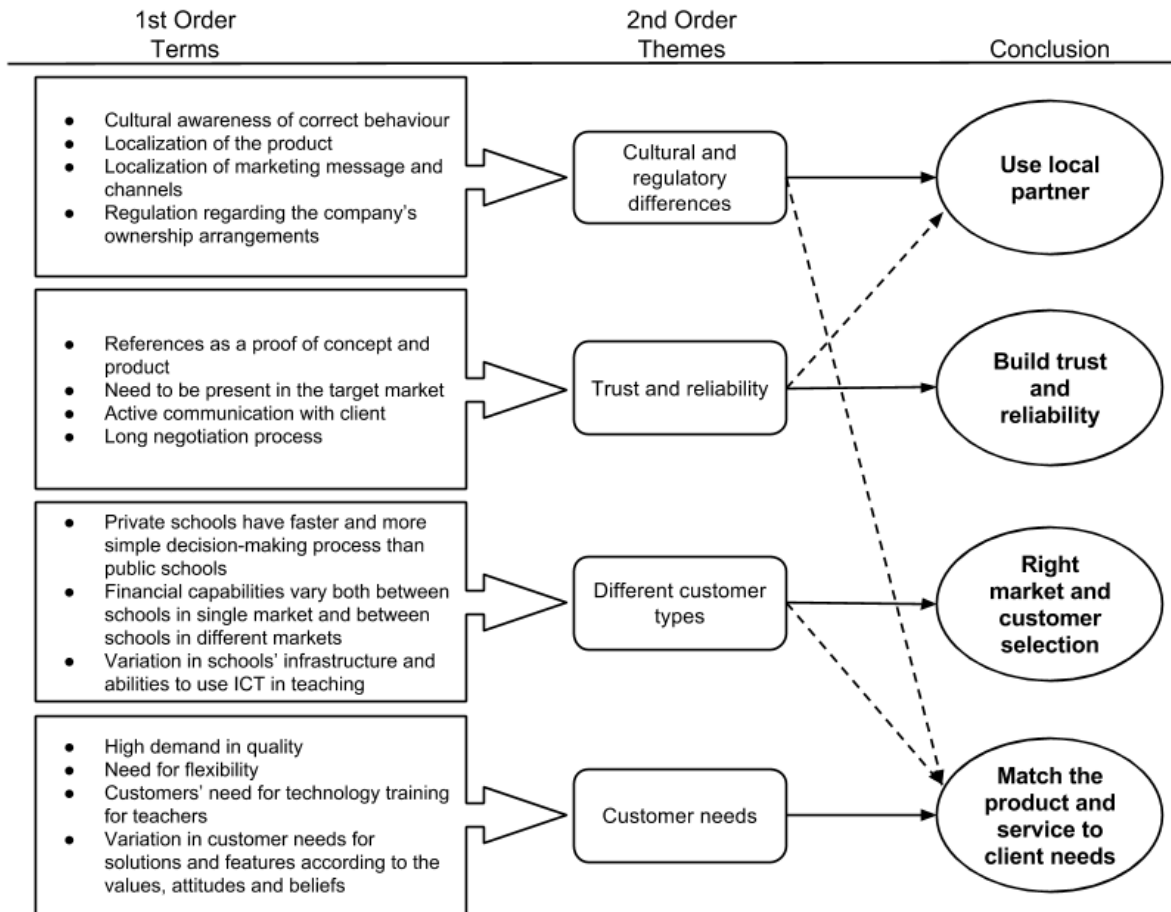 1st Order
Terms
2nd Order
Themes
Conclusion
● Cultural awareness of correct behaviour
● Localization of the product
● Localization of marketing message and
channels
● Regulation regarding the company's
ownership arrangements
Cultural and
regulatory
differences
Use local
partner
● References as a proof of concept and
product
● Need to be present in the target market
● Active communication with client
● Long negotiation process
Trust and reliability
Build trust
and
reliability
● Private schools have faster and more
simple decision-making process than
public schools
● Financial capabilities vary both between
schools in single market and between
schools in different markets
● Variation in schools' infrastructure and
abilities to use ICT in teaching
Different customer
types
Right
market and
customer
selection
● High demand in quality
● Need for flexibility
● Customers' need for technology training
for teachers
● Variation in customer needs for
solutions and features according to the
values, attitudes and beliefs
Customer needs
Match the
product and
service to
client needs